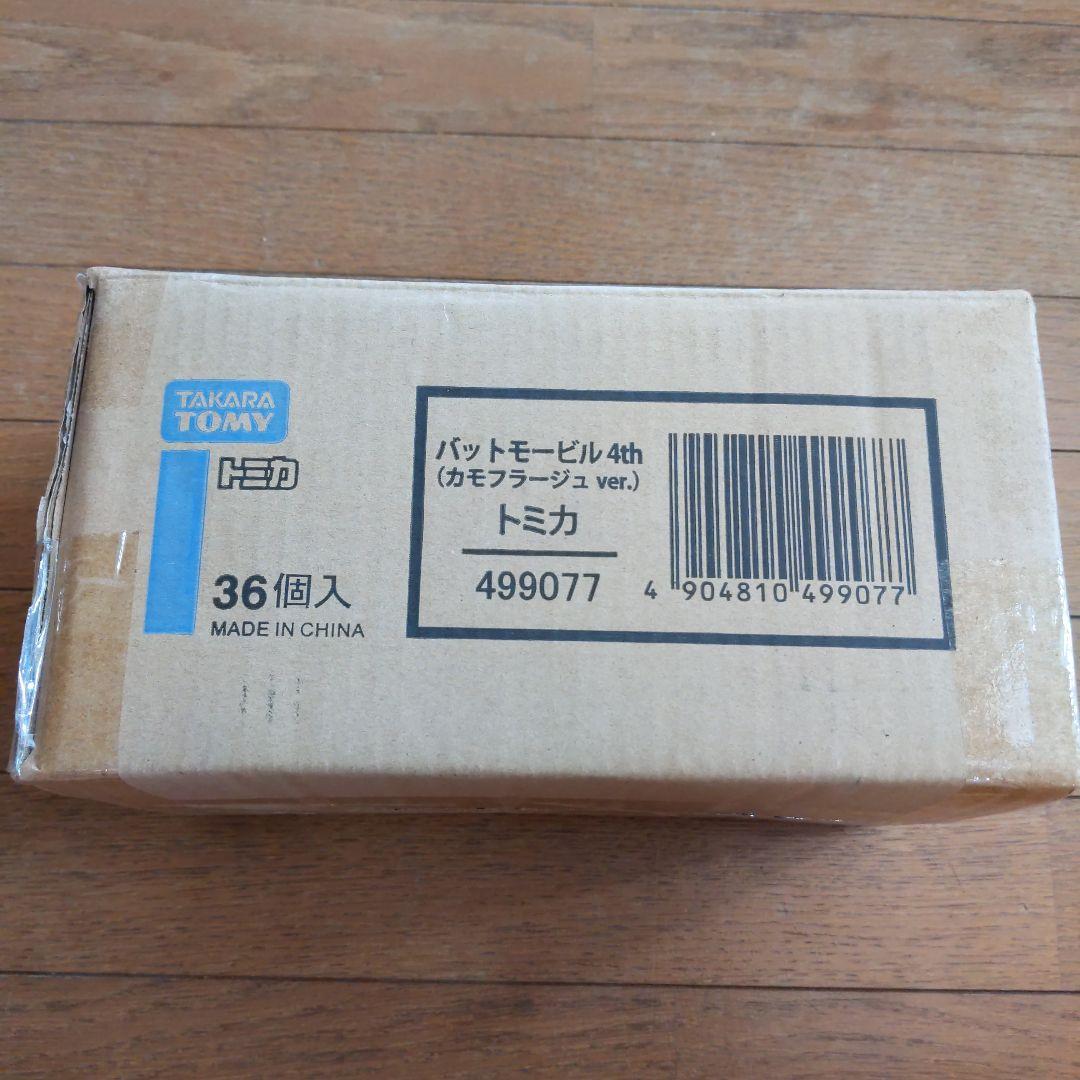 TAKARA
TOMY
トミカ
36個入
MADE IN CHINA
バットモービル 4th
(カモフラージュ ver.)
トミカ
499077
4 904810 499077